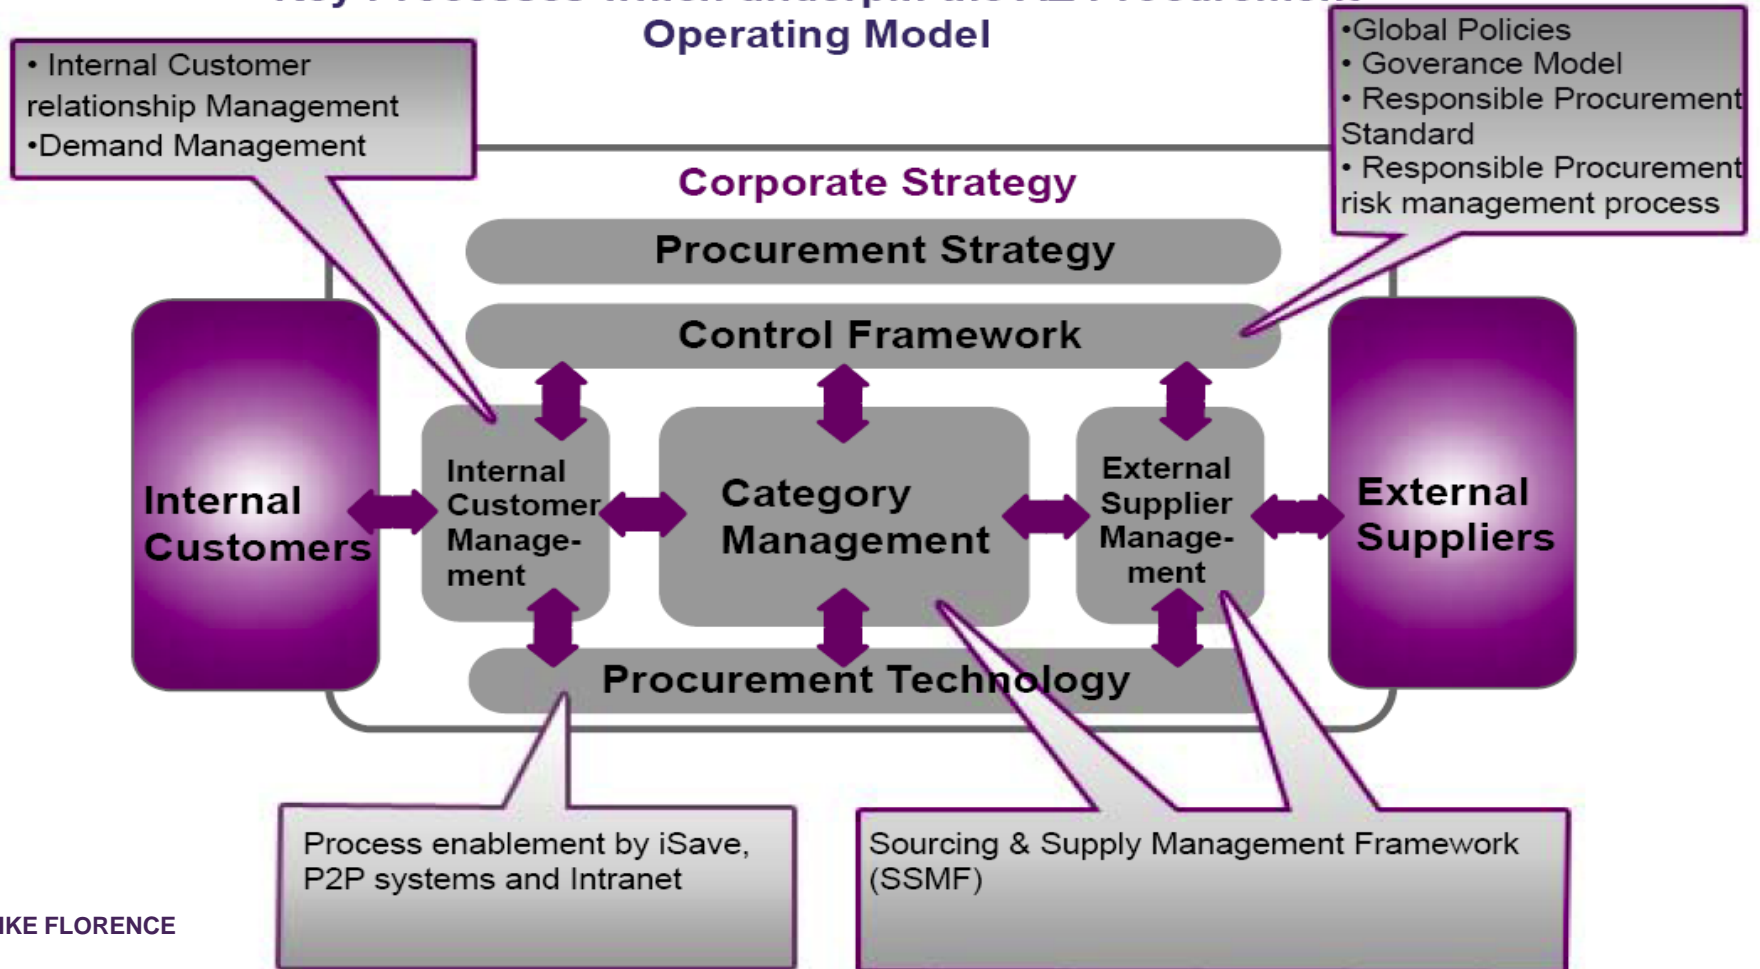 Operating Model
• Internal Customer
relationship Management
•Demand Management
•Global Policies
• Goverance Model
• Responsible Procurement
Standard
• Responsible Procurement
risk management process
Corporate Strategy
Procurement Strategy
Control Framework
Internal
Customers
Internal
Customer
Manage-
ment
Category
Management
External
Supplier
Manage-
ment
External
Suppliers
Procurement Technology
Process enablement by iSave,
P2P systems and Intranet
Sourcing & Supply Management Framework
(SSMF)
IKE FLORENCE